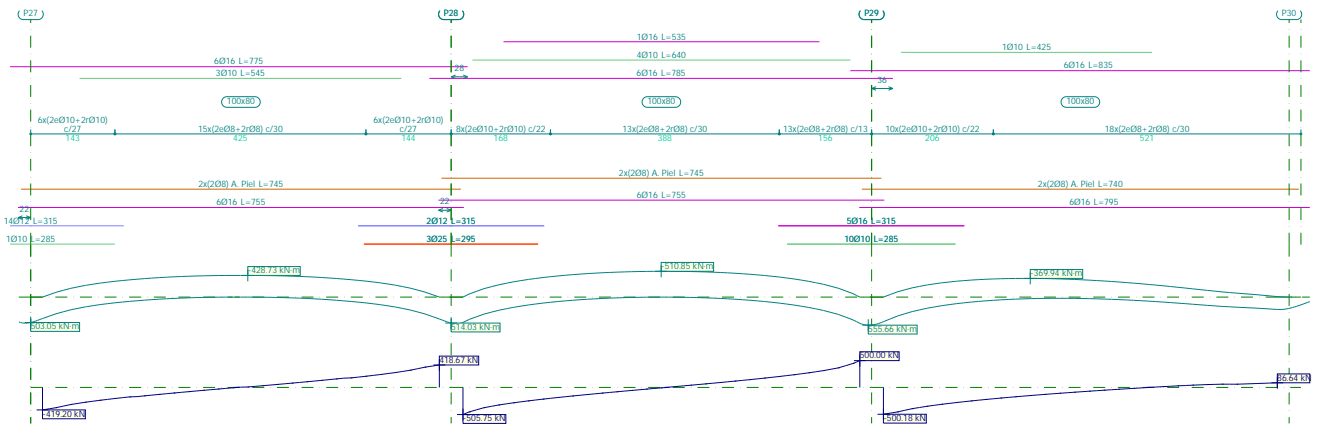 P27 P28 P29 P30
1Ø16 L=535
1Ø10 L=425
4Ø10 L=640
6Ø16 L=775
6Ø16 L=835
28
3Ø10 L=545
6Ø16 L=785
36
100x80 100x80 100x80
6x(2eØ10+2rØ10) c/27
15x(2eØ8+2rØ8) c/30
6x(2eØ10+2rØ10) c/27
8x(2eØ10+2rØ10) c/22
13x(2eØ8+2rØ8) c/30
13x(2eØ8+2rØ8) c/13
10x(2eØ10+2rØ10) c/22
18x(2eØ8+2rØ8) c/30
143 425 144 168 388 156 206 521
2x(2Ø8) A. Piel L=745
2x(2Ø8) A. Piel L=745
2x(2Ø8) A. Piel L=740
6Ø16 L=755
22
6Ø16 L=755
6Ø16 L=795
22
14Ø12 L=315
2Ø12 L=315
5Ø16 L=315
1Ø10 L=285
3Ø25 L=295
10Ø10 L=285
-428.73 kN·m
-510.85 kN·m
-369.94 kN·m
503.05 kN·m
514.03 kN·m
555.66 kN·m
418.67 kN
500.00 kN
86.64 kN
-419.20 kN
-505.75 kN
-500.18 kN